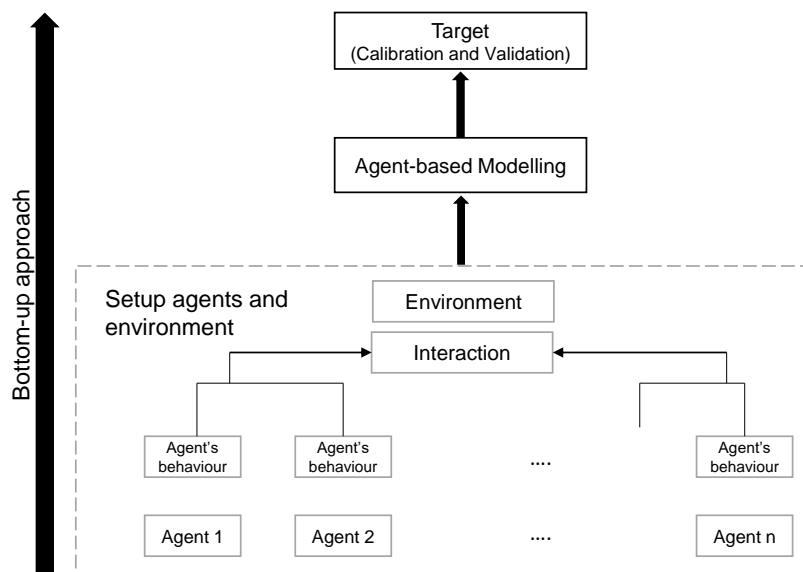 Target
(Calibration and Validation)
Agent-based Modelling
Bottom-up approach
Setup agents and
environment
Environment
Interaction
Agent's
behaviour
Agent's
behaviour
....
Agent's
behaviour
Agent 1
Agent 2
....
Agent n